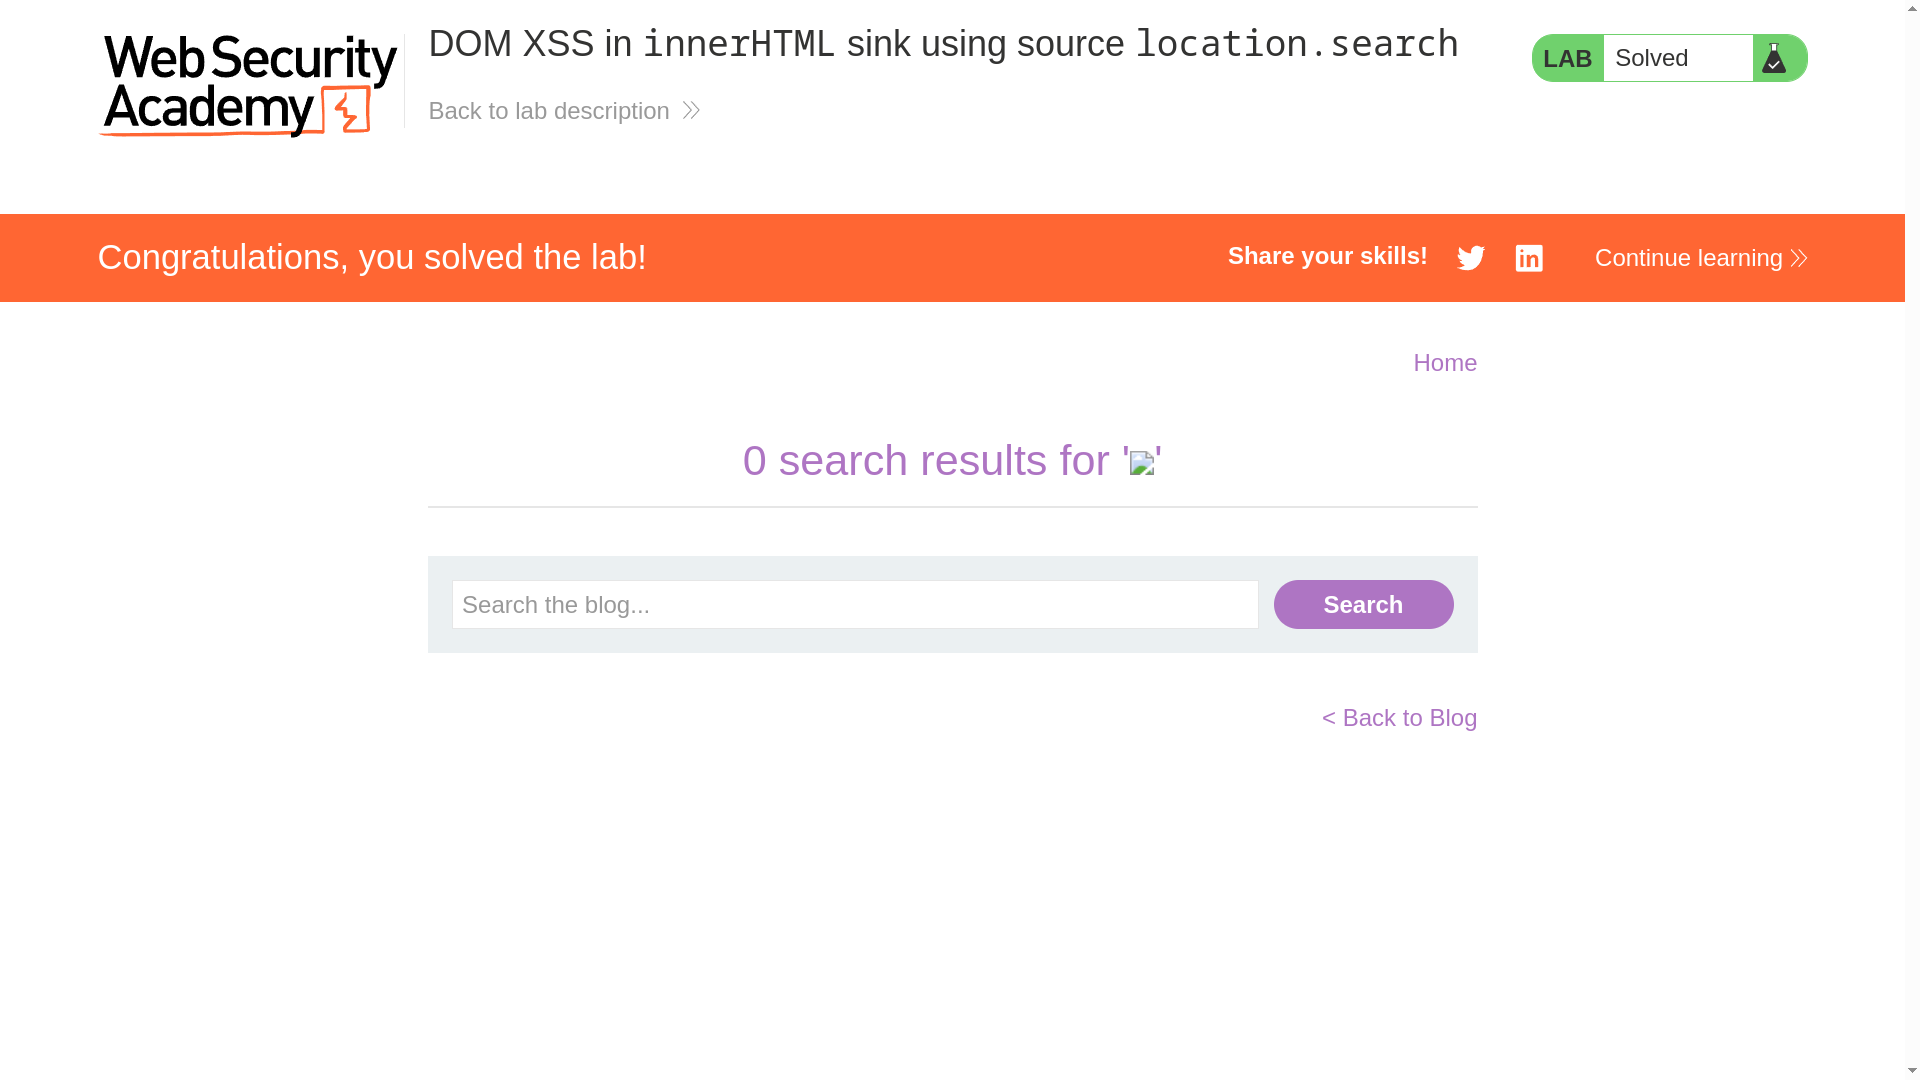 Web Security
Academy
DOM XSS in innerHTML sink using source location.search
Back to lab description
LAB Solved
Congratulations, you solved the lab!
Share your skills!
Continue learning
Home
0 search results for ''
Search the blog...
Search
< Back to Blog